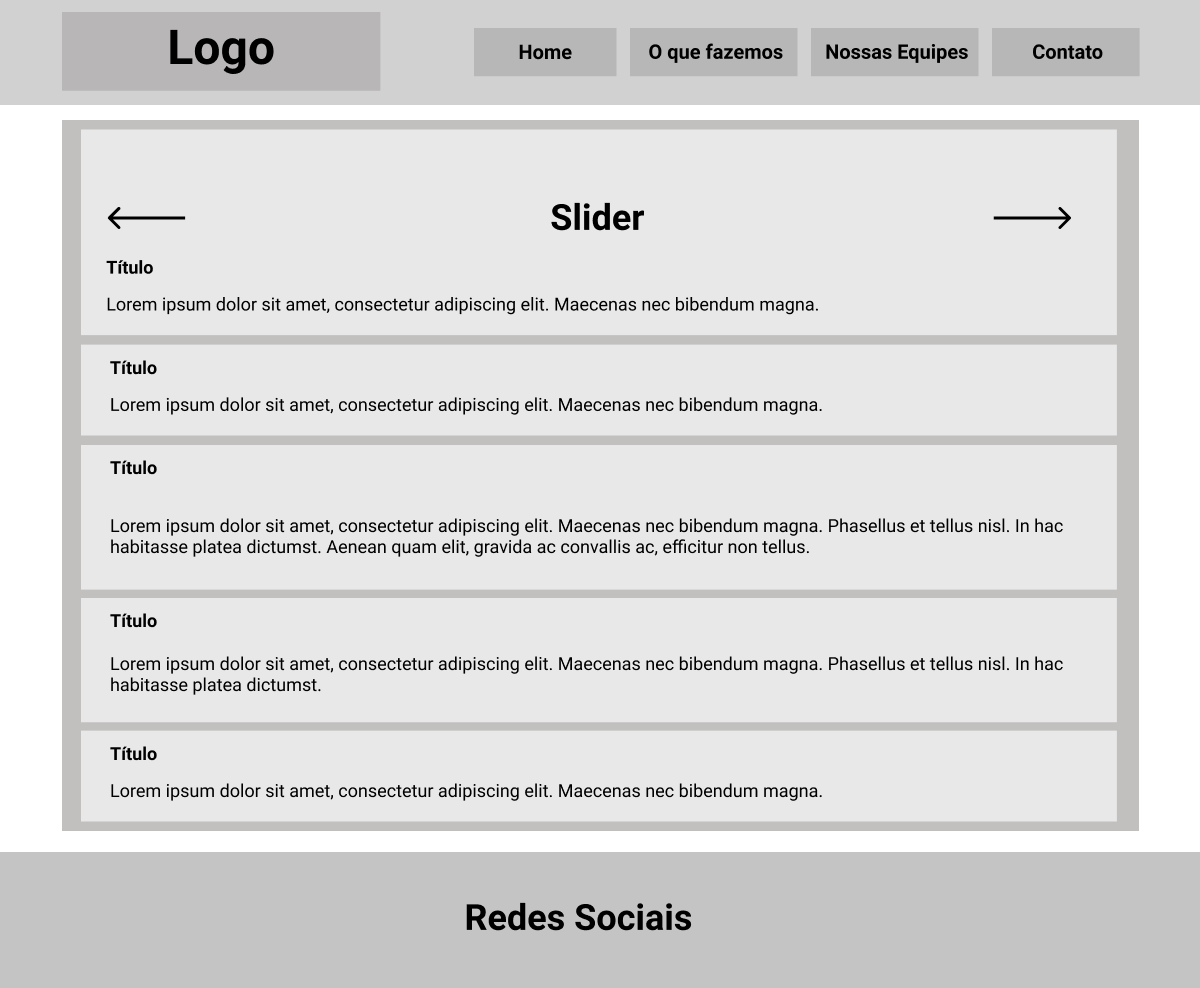 Logo
Home
O que fazemos
Nossas Equipes
Contato
Slider
Título
Lorem ipsum dolor sit amet, consectetur adipiscing elit. Maecenas nec bibendum magna.
Título
Lorem ipsum dolor sit amet, consectetur adipiscing elit. Maecenas nec bibendum magna.
Título
Lorem ipsum dolor sit amet, consectetur adipiscing elit. Maecenas nec bibendum magna. Phasellus et tellus nisl. In hac
habitasse platea dictumst. Aenean quam elit, gravida ac convallis ac, efficitur non tellus.
Título
Lorem ipsum dolor sit amet, consectetur adipiscing elit. Maecenas nec bibendum magna. Phasellus et tellus nisl. In hac
habitasse platea dictumst.
Título
Lorem ipsum dolor sit amet, consectetur adipiscing elit. Maecenas nec bibendum magna.
Redes Sociais